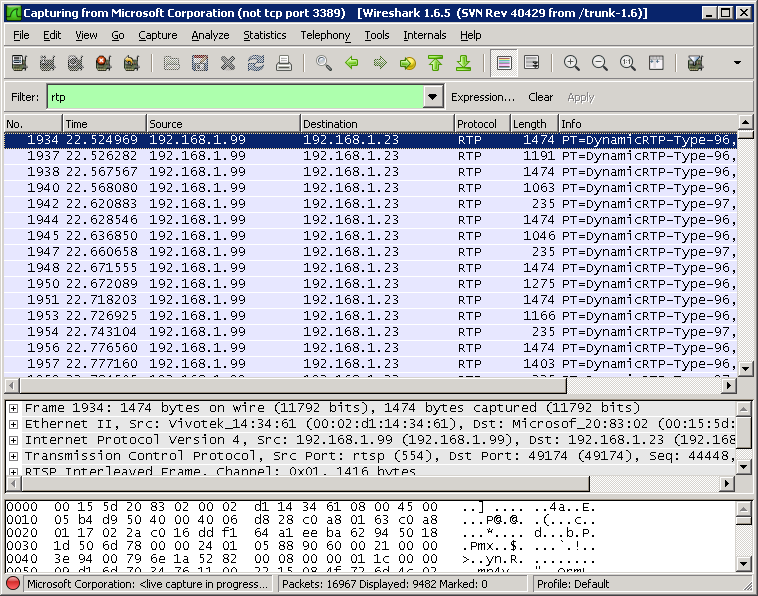 Capturing from Microsoft Corporation (not tcp port 3389)   [Wireshark 1.6.5  (SVN Rev 40429 from /trunk-1.6)]
File Edit View Go Capture Analyze Statistics Telephony Tools Internals Help
Filter: rtp Expression... Clear Apply
No. Time Source Destination Protocol Length Info
1934 22.524969 192.168.1.99 192.168.1.23 RTP 1474 PT=DynamicRTP-Type-96,
1937 22.526282 192.168.1.99 192.168.1.23 RTP 1191 PT=DynamicRTP-Type-96,
1938 22.567567 192.168.1.99 192.168.1.23 RTP 1474 PT=DynamicRTP-Type-96,
1940 22.568080 192.168.1.99 192.168.1.23 RTP 1063 PT=DynamicRTP-Type-96,
1942 22.620883 192.168.1.99 192.168.1.23 RTP 235 PT=DynamicRTP-Type-97,
1944 22.628546 192.168.1.99 192.168.1.23 RTP 1474 PT=DynamicRTP-Type-96,
1945 22.636850 192.168.1.99 192.168.1.23 RTP 1046 PT=DynamicRTP-Type-96,
1947 22.660658 192.168.1.99 192.168.1.23 RTP 235 PT=DynamicRTP-Type-97,
1948 22.671555 192.168.1.99 192.168.1.23 RTP 1474 PT=DynamicRTP-Type-96,
1950 22.672089 192.168.1.99 192.168.1.23 RTP 1275 PT=DynamicRTP-Type-96,
1951 22.718203 192.168.1.99 192.168.1.23 RTP 1474 PT=DynamicRTP-Type-96,
1953 22.726925 192.168.1.99 192.168.1.23 RTP 1166 PT=DynamicRTP-Type-96,
1954 22.743104 192.168.1.99 192.168.1.23 RTP 235 PT=DynamicRTP-Type-97,
1956 22.776560 192.168.1.99 192.168.1.23 RTP 1474 PT=DynamicRTP-Type-96,
1957 22.777160 192.168.1.99 192.168.1.23 RTP 1403 PT=DynamicRTP-Type-96,
Frame 1934: 1474 bytes on wire (11792 bits), 1474 bytes captured (11792 bits)
Ethernet II, Src: Vivotek_14:34:61 (00:02:d1:14:34:61), Dst: Microsof_20:83:02 (00:15:5d:
Internet Protocol Version 4, Src: 192.168.1.99 (192.168.1.99), Dst: 192.168.1.23 (192.168
Transmission Control Protocol, Src Port: rtsp (554), Dst Port: 49174 (49174), Seq: 44448,
RTSP Interleaved Frame, Channel: 0x01, 1416 bytes
0000 00 15 5d 20 83 02 00 02 d1 14 34 61 08 00 45 00 ..] .... ..4a..E.
0010 05 b4 d9 50 40 00 40 06 d8 28 c0 a8 01 63 c0 a8 ...P@.@. .(...c..
0020 01 17 02 2a c0 16 dd f1 64 a1 ee ba 62 94 50 18 ...*.... d...b.P.
0030 1d 50 6d 78 00 00 24 01 05 88 90 60 00 21 00 00 .Pmx..$. ...`.!..
0040 3e 94 00 79 6e 1a 52 82 00 00 08 00 00 01 1c 00 00 >..yn.R. ........
Microsoft Corporation: <live capture in progress... Packets: 16967 Displayed: 9482 Marked: 0 Profile: Default